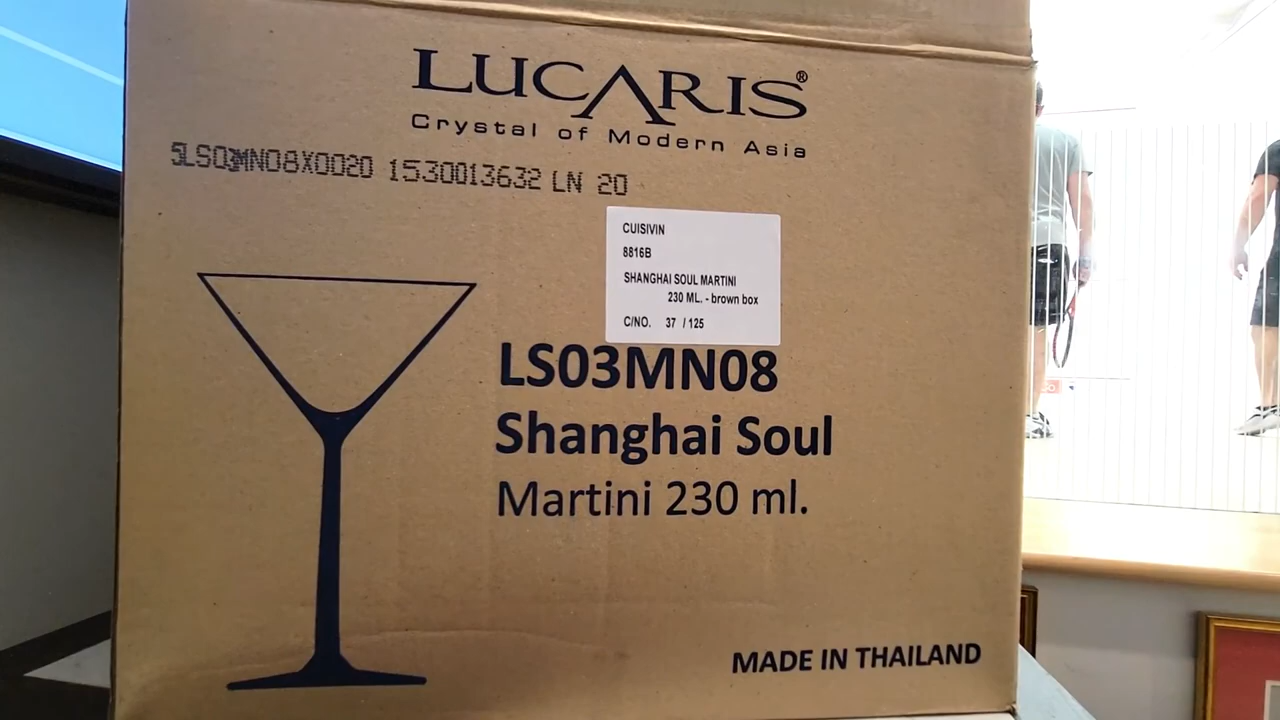 LUCARIS®
Crystal of Modern Asia
1530013632 LN 20
CUISIVIN
8816B
SHANGHAI SOUL MARTINI
230 ML. - brown box
C/NO. 37 / 125
LS03MN08
Shanghai Soul
Martini 230 ml.
MADE IN THAILAND